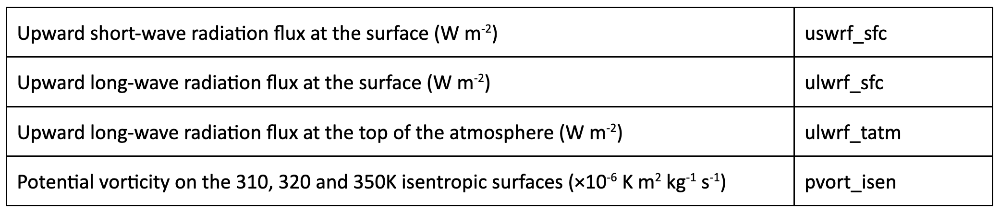 Upward short-wave radiation flux at the surface (W m⁻²) uswrf_sfc
Upward long-wave radiation flux at the surface (W m⁻²) ulwrf_sfc
Upward long-wave radiation flux at the top of the atmosphere (W m⁻²) ulwrf_tatm
Potential vorticity on the 310, 320 and 350K isentropic surfaces (×10⁻⁶ K m² kg⁻¹ s⁻¹) pvort_isen